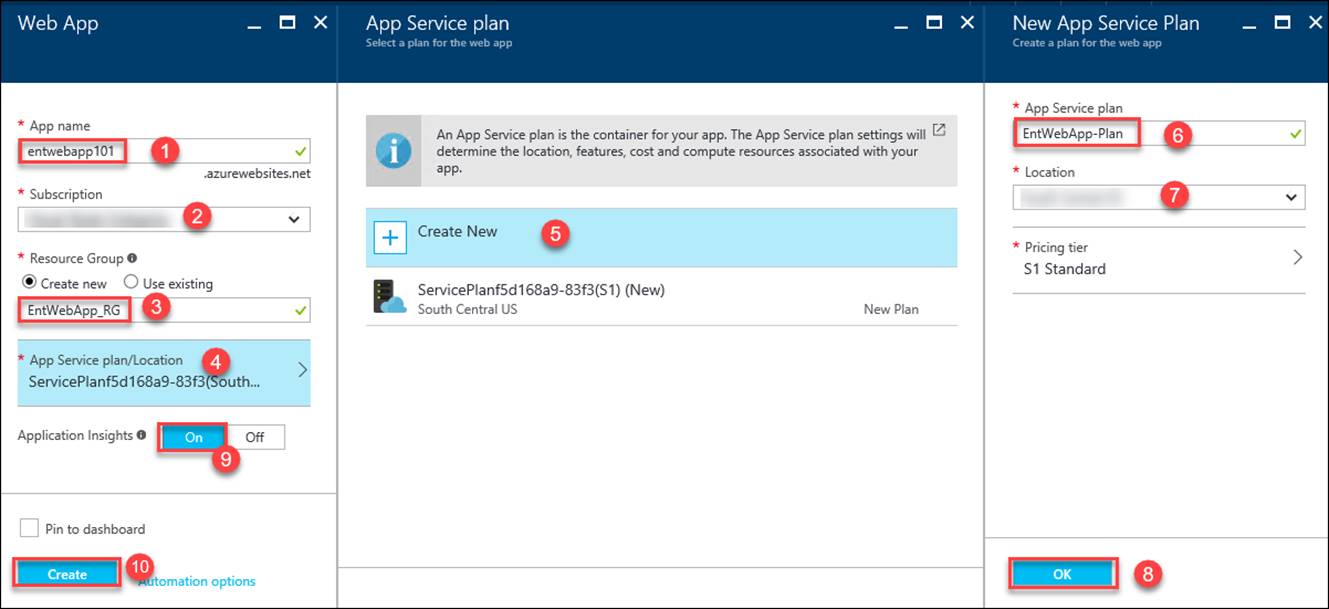 Web App
* App name
entwebapp101
1
.azurewebsites.net
* Subscription
2
* Resource Group
Create new
Use existing
EntWebApp_RG
3
* App Service plan/Location
4
ServicePlanf5d168a9-83f3(South...
Application Insights
On
Off
9
Pin to dashboard
Create
10
Automation options
App Service plan
Select a plan for the web app
An App Service plan is the container for your app. The App Service plan settings will
determine the location, features, cost and compute resources associated with your
app.
Create New
5
ServicePlanf5d168a9-83f3(S1) (New)
South Central US
New Plan
New App Service Plan
Create a plan for the web app
* App Service plan
EntWebApp-Plan
6
* Location
7
* Pricing tier
S1 Standard
OK
8